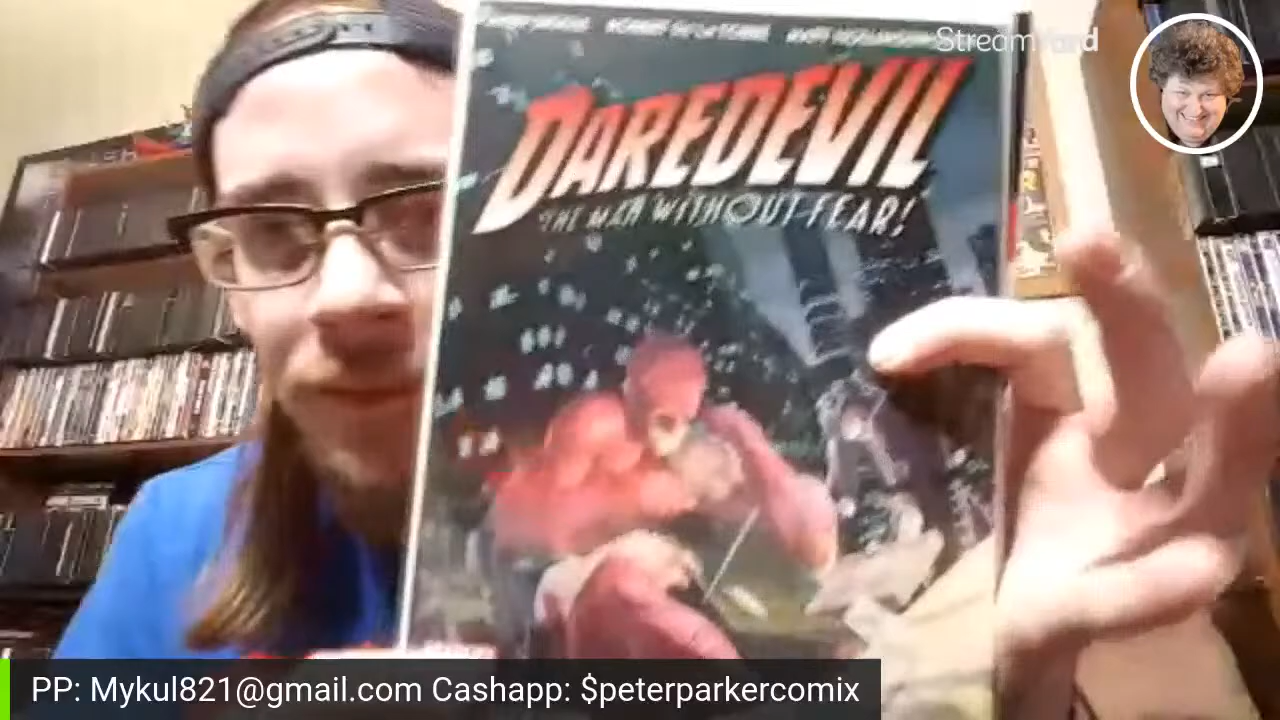 StreamYard
DAREDEVIL
THE MAN WITHOUT FEAR!
PP: Mykul821@gmail.com Cashapp: $peterparkercomix